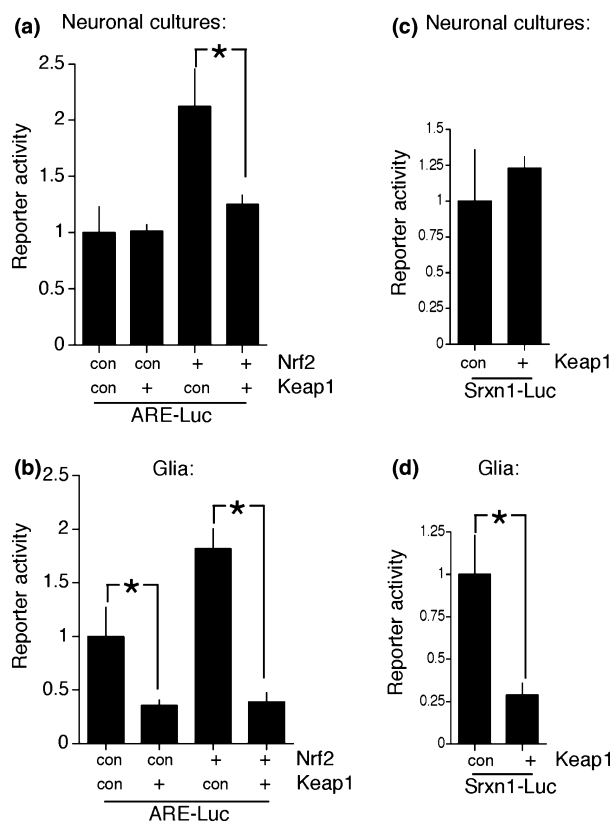 (a) Neuronal cultures:
Reporter activity
2.5
2
1.5
1
0.5
0
*
con con + + Nrf2
con + con + Keap1
ARE-Luc
(c) Neuronal cultures:
Reporter activity
1.5
1.25
1
0.75
0.5
0.25
0
con + Keap1
Srxn1-Luc
(b) Glia:
Reporter activity
2.5
2
1.5
1
0.5
0
*
*
con con + + Nrf2
con + con + Keap1
ARE-Luc
(d) Glia:
Reporter activity
1.25
1
0.75
0.5
0.25
0
*
con + Keap1
Srxn1-Luc